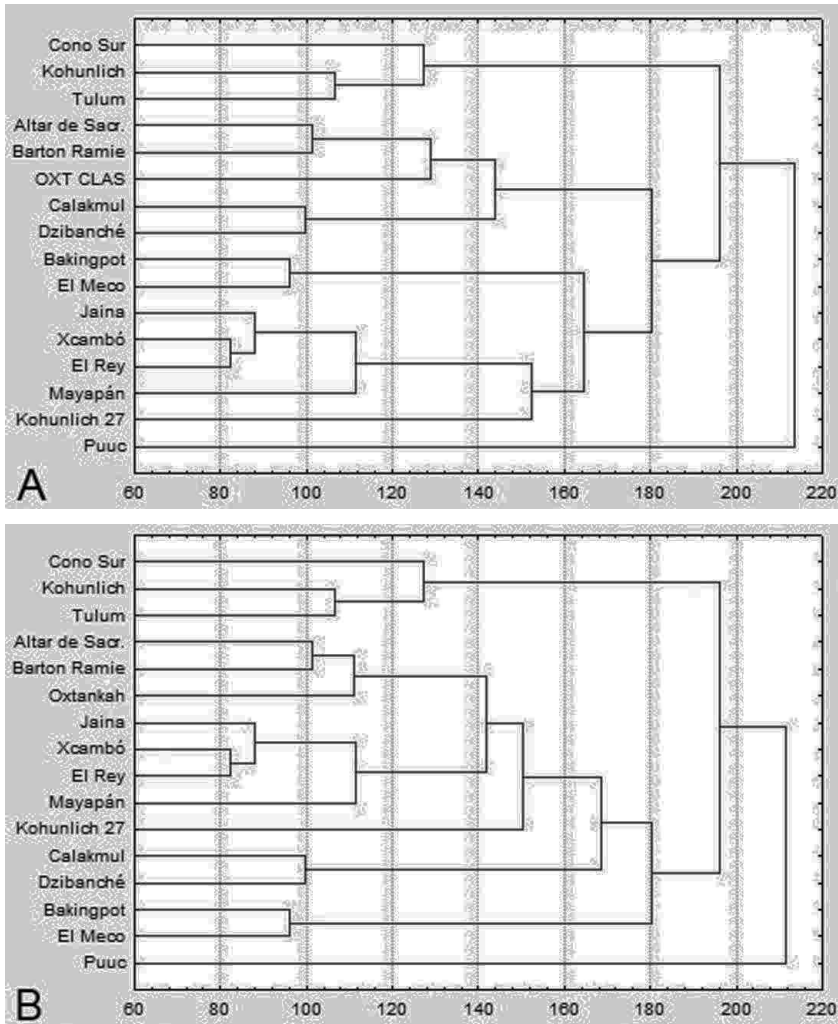 Cono Sur
Kohunlich
Tulum
Altar de Sacr.
Barton Ramie
OXT CLAS
Calakmul
Dzibanché
Bakingpot
El Meco
Jaina
Xcambó
El Rey
Mayapán
Kohunlich 27
Puuc
A
60 80 100 120 140 160 180 200 220
Cono Sur
Kohunlich
Tulum
Altar de Sacr.
Barton Ramie
Oxtankah
Jaina
Xcambó
El Rey
Mayapán
Kohunlich 27
Calakmul
Dzibanché
Bakingpot
El Meco
Puuc
B
60 80 100 120 140 160 180 200 220